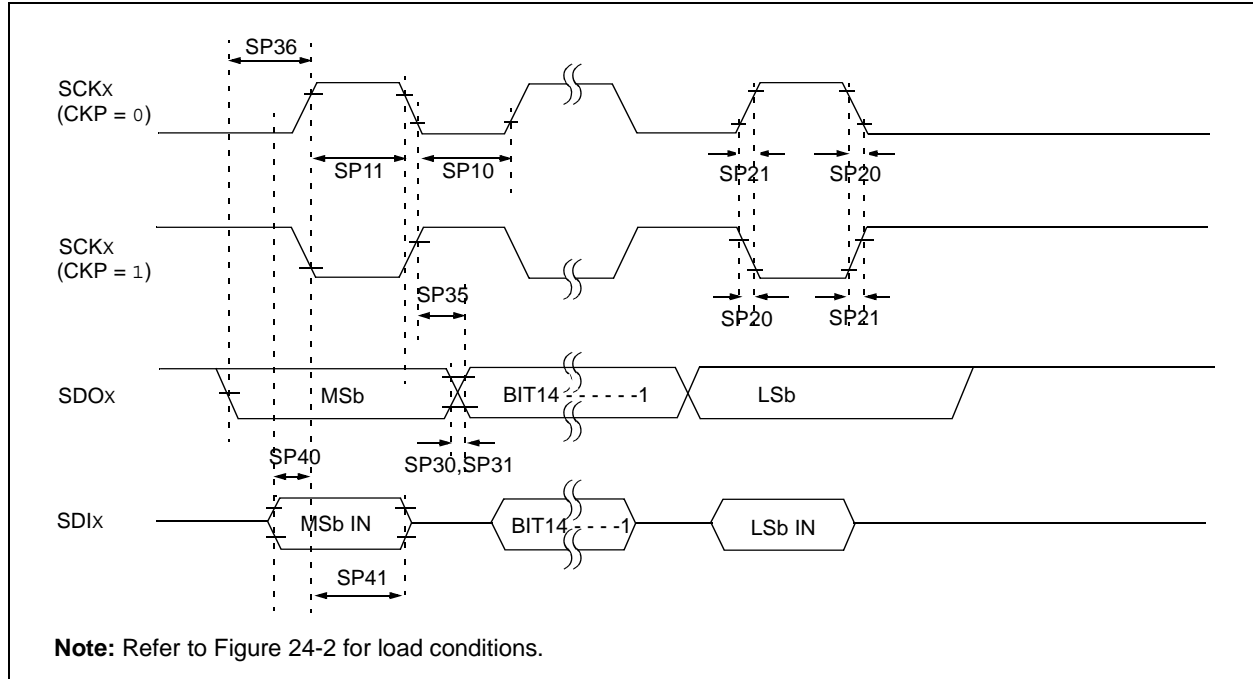 SP36
SCKX
(CKP = 0)
SP11
SP10
SP21
SP20
SCKX
(CKP = 1)
SP35
SP20
SP21
SDOX
MSb
BIT14 - - - - - -1
LSb
SP40
SP30,SP31
SDIX
MSb IN
BIT14 - - - -1
LSb IN
SP41
Note: Refer to Figure 24-2 for load conditions.